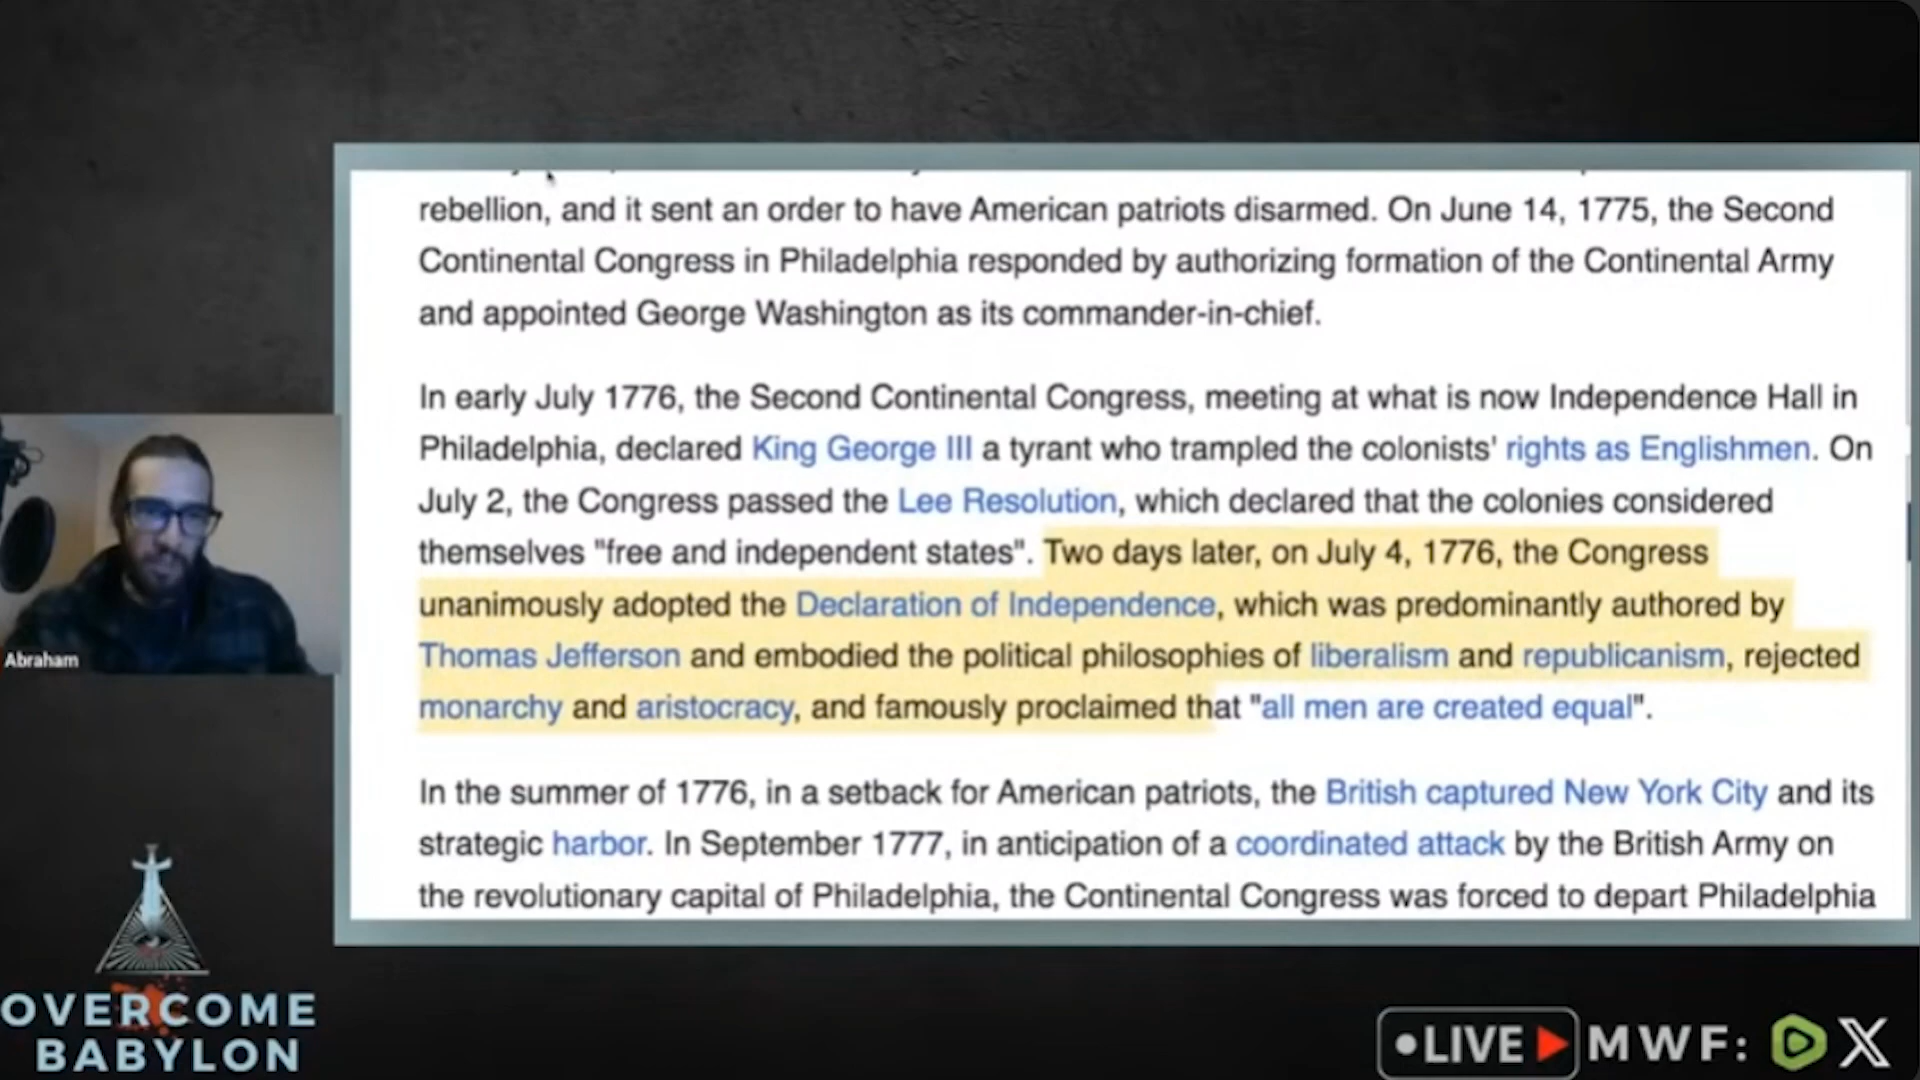 rebellion, and it sent an order to have American patriots disarmed. On June 14, 1775, the Second
Continental Congress in Philadelphia responded by authorizing formation of the Continental Army
and appointed George Washington as its commander-in-chief.
In early July 1776, the Second Continental Congress, meeting at what is now Independence Hall in
Philadelphia, declared King George III a tyrant who trampled the colonists' rights as Englishmen. On
July 2, the Congress passed the Lee Resolution, which declared that the colonies considered
themselves "free and independent states". Two days later, on July 4, 1776, the Congress
unanimously adopted the Declaration of Independence, which was predominantly authored by
Thomas Jefferson and embodied the political philosophies of liberalism and republicanism, rejected
monarchy and aristocracy, and famously proclaimed that "all men are created equal".
In the summer of 1776, in a setback for American patriots, the British captured New York City and its
strategic harbor. In September 1777, in anticipation of a coordinated attack by the British Army on
the revolutionary capital of Philadelphia, the Continental Congress was forced to depart Philadelphia
Abraham
OVERCOME
BABYLON
LIVE MWF: X